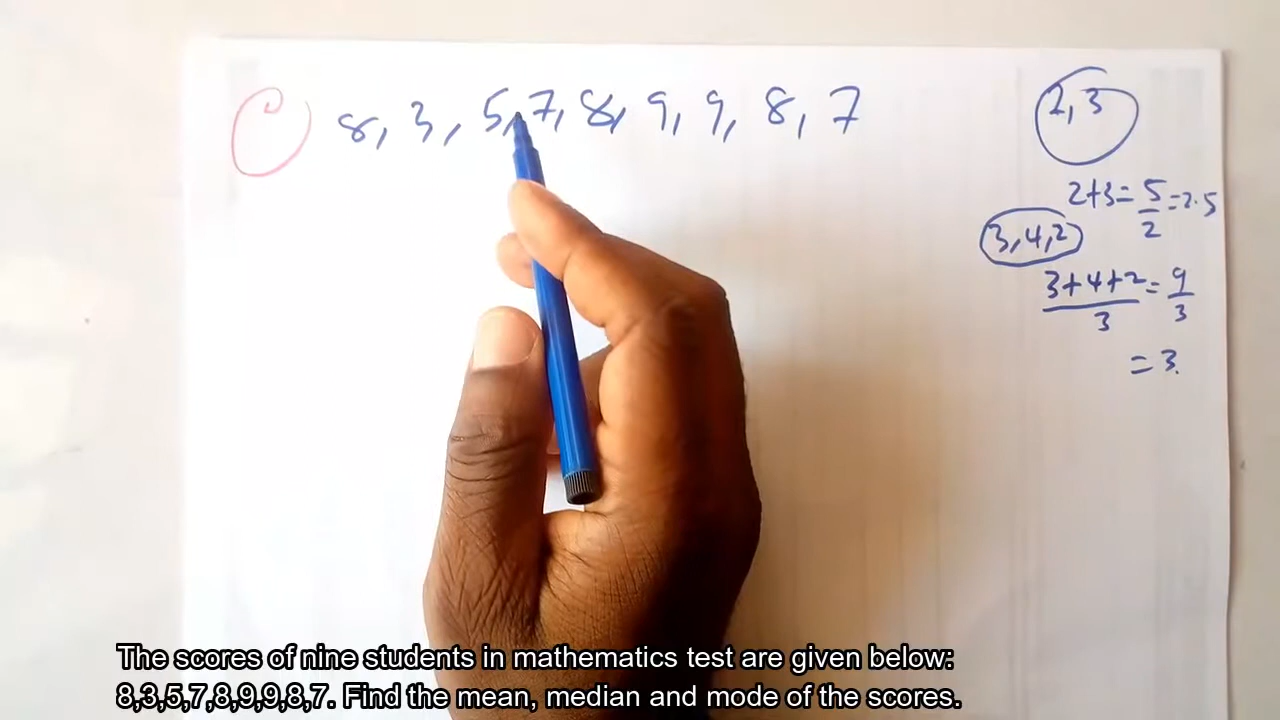 8, 3, 5, 7, 8, 9, 9, 8, 7
2, 3
2+3= 5/2 =2.5
3, 4, 2
3+4+2/3 = 9/3
= 3.
The scores of nine students in mathematics test are given below:
8,3,5,7,8,9,9,8,7. Find the mean, median and mode of the scores.